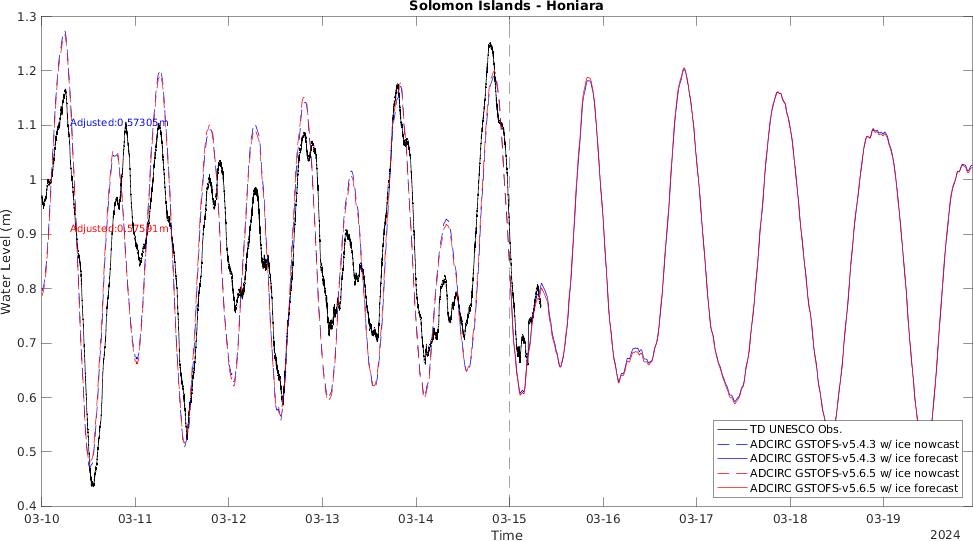 Solomon Islands - Honiara
1.3
1.2
1.1
1
0.9
0.8
0.7
0.6
0.5
0.4
Water Level (m)
Adjusted:0.57305m
Adjusted:0.57591m
TD UNESCO Obs.
ADCIRC GSTOFS-v5.4.3 w/ ice nowcast
ADCIRC GSTOFS-v5.4.3 w/ ice forecast
ADCIRC GSTOFS-v5.6.5 w/ ice nowcast
ADCIRC GSTOFS-v5.6.5 w/ ice forecast
03-10 03-11 03-12 03-13 03-14 03-15 03-16 03-17 03-18 03-19
Time
2024